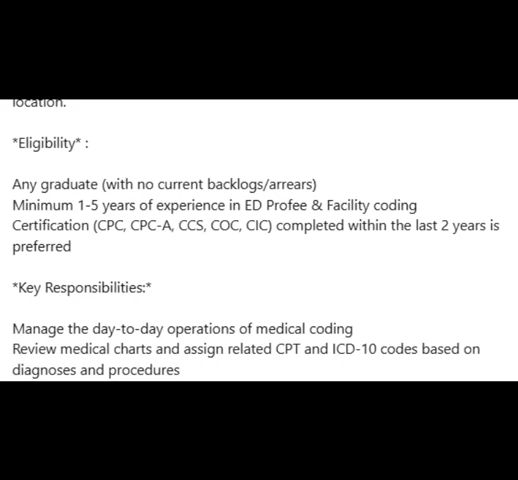 location.
*Eligibility* :
Any graduate (with no current backlogs/arrears)
Minimum 1-5 years of experience in ED Profee & Facility coding
Certification (CPC, CPC-A, CCS, COC, CIC) completed within the last 2 years is
preferred
*Key Responsibilities:*
Manage the day-to-day operations of medical coding
Review medical charts and assign related CPT and ICD-10 codes based on
diagnoses and procedures